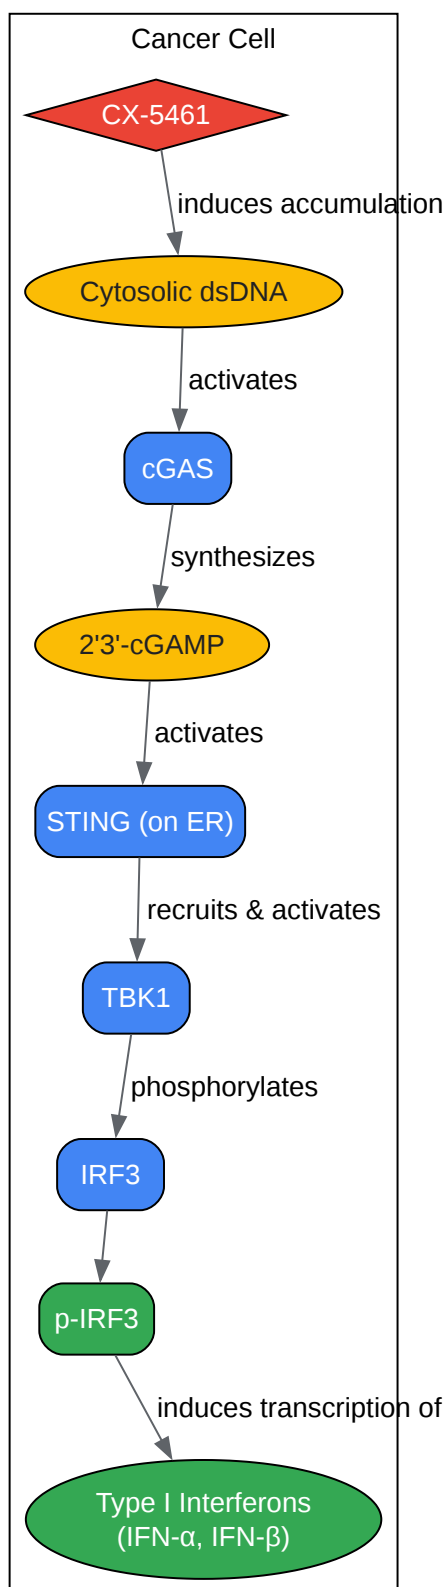 Cancer Cell
CX-5461
induces accumulation
Cytosolic dsDNA
activates
cGAS
synthesizes
2'3'-cGAMP
activates
STING (on ER)
recruits & activates
TBK1
phosphorylates
IRF3
p-IRF3
induces transcription of
Type I Interferons
(IFN-α, IFN-β)